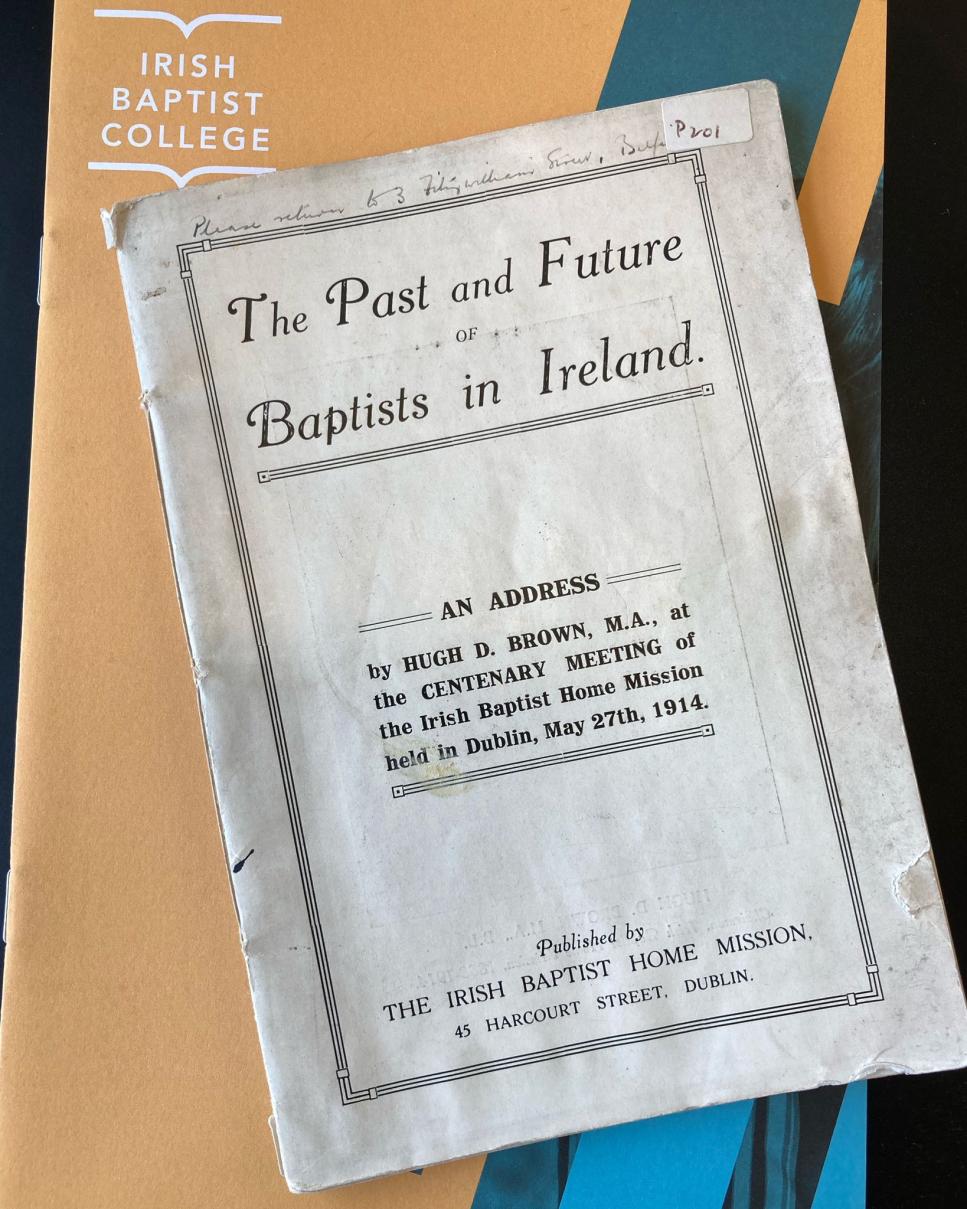 IRISH
BAPTIST
COLLEGE
P201
Please return to 3 Fitzwilliam Street, Belf
The Past and Future
OF
Baptists in Ireland.
AN ADDRESS
by HUGH D. BROWN, M.A., at
the CENTENARY MEETING of
the Irish Baptist Home Mission
held in Dublin, May 27th, 1914.
Published by
THE IRISH BAPTIST HOME MISSION,
45 HARCOURT STREET, DUBLIN.